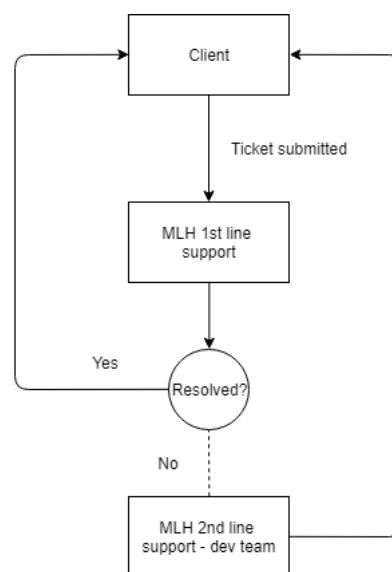 Client
Ticket submitted
MLH 1st line
support
Resolved?
Yes
No
MLH 2nd line
support - dev team